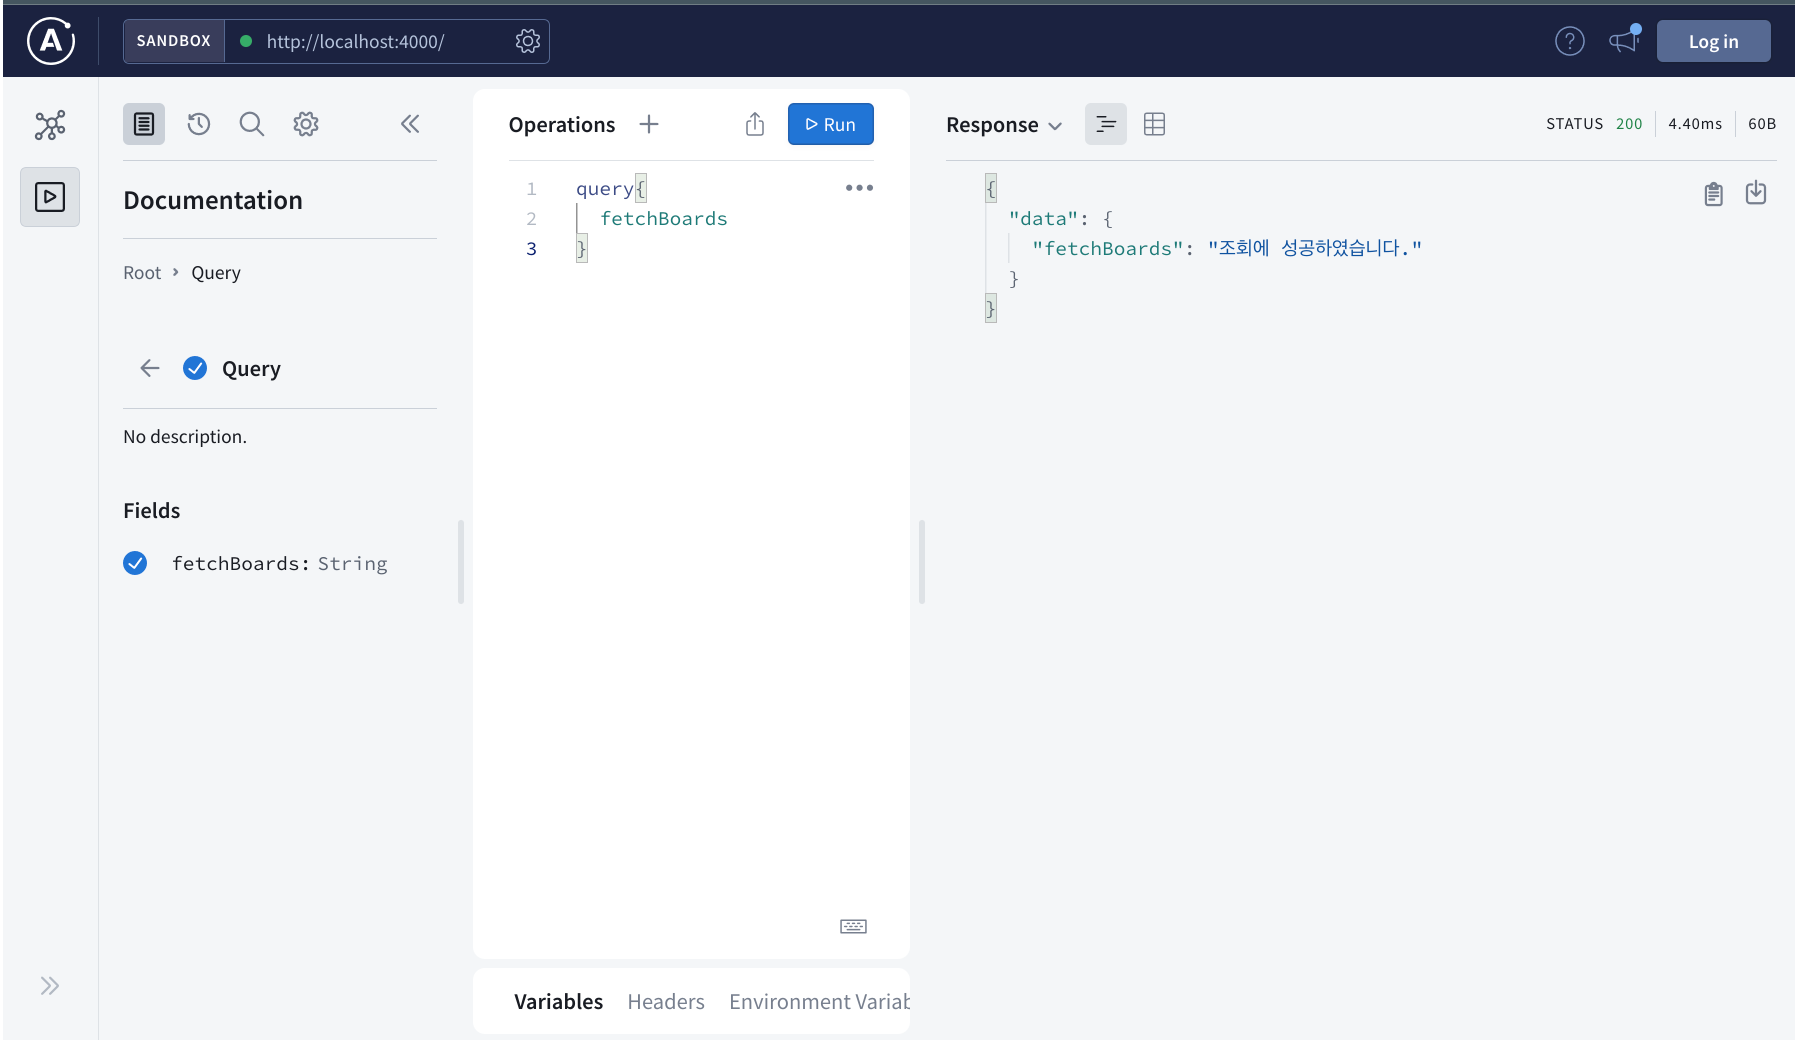 SANDBOX http://localhost:4000/ Log in
Documentation
Root › Query
Query
No description.
Fields
fetchBoards: String
Operations
Run
1 query{
2 fetchBoards
3 }
Variables Headers Environment Variab
Response
STATUS 200 4.40ms 60B
{
"data": {
"fetchBoards": "조회에 성공하였습니다."
}
}